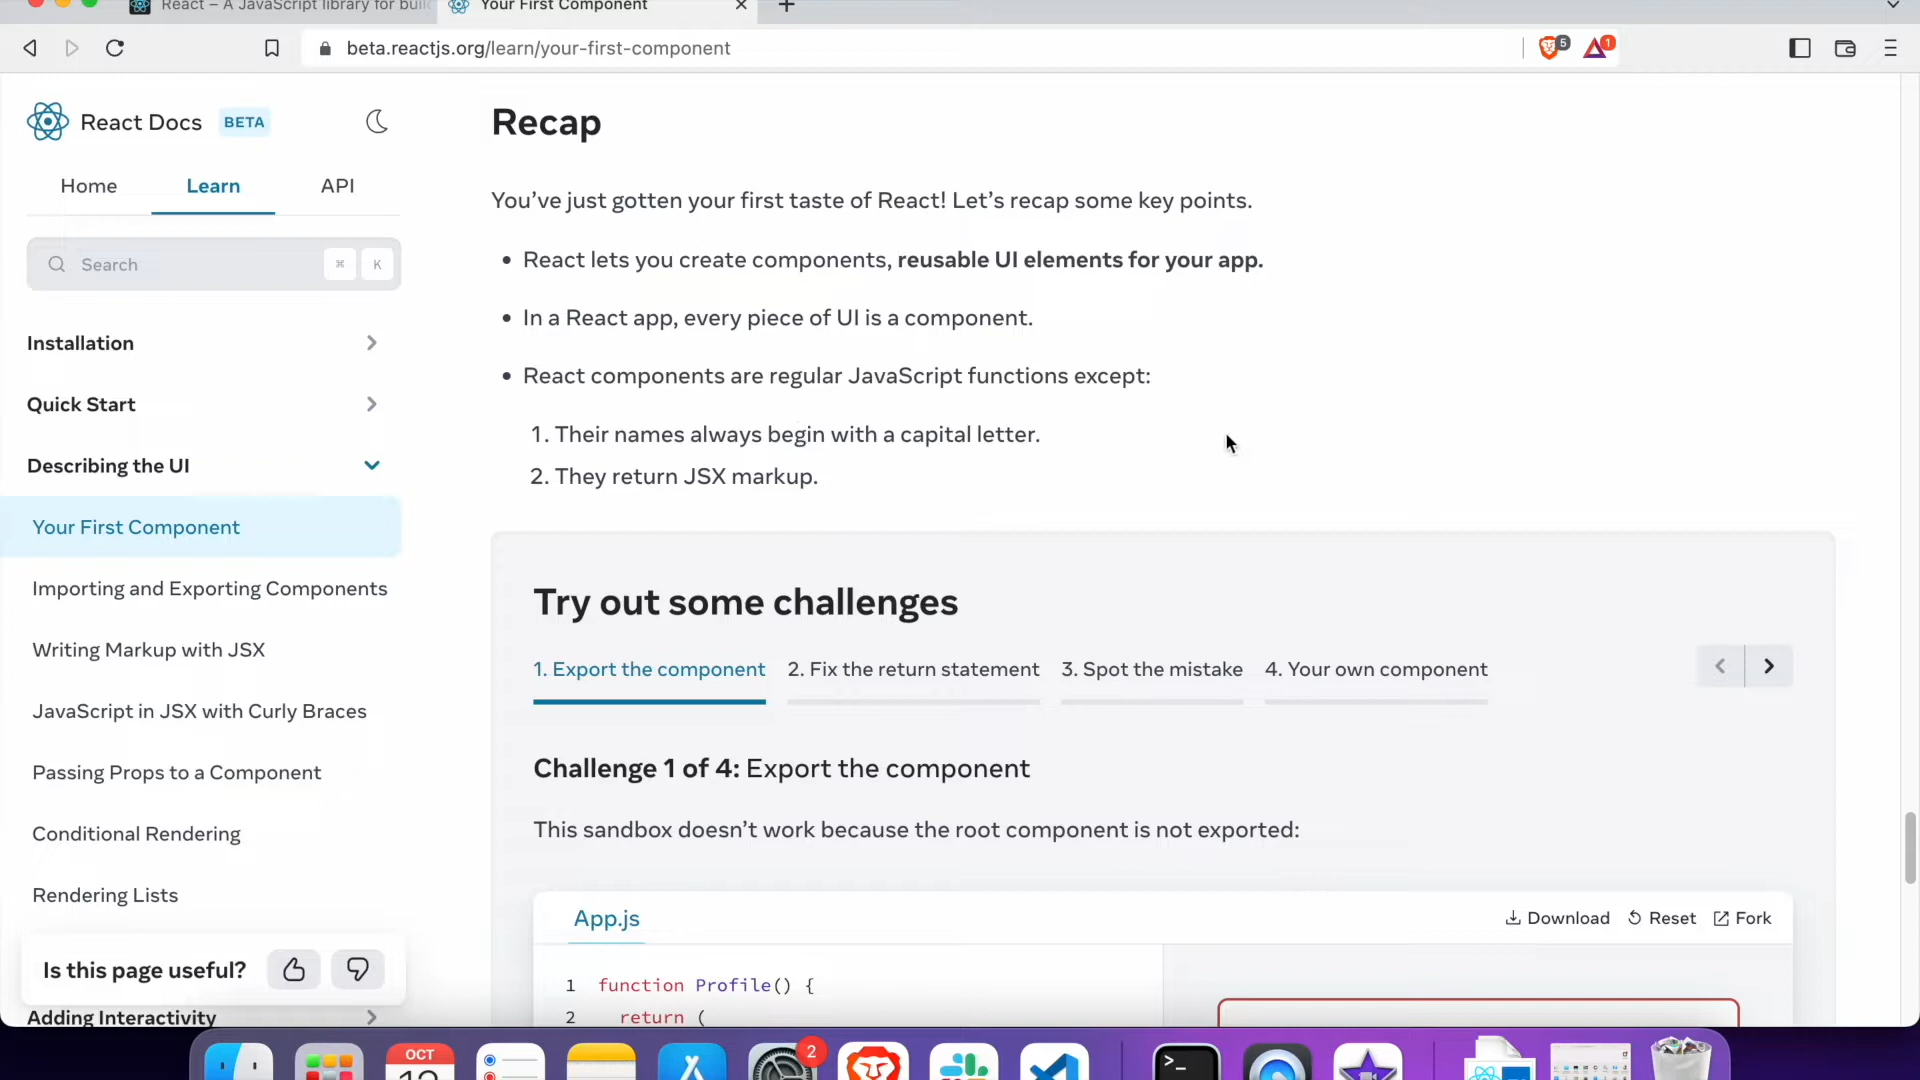 React – A JavaScript library for buil
Your First Component
beta.reactjs.org/learn/your-first-component
5
1
React Docs
BETA
Home
Learn
API
Search
⌘
K
Installation
Quick Start
Describing the UI
Your First Component
Importing and Exporting Components
Writing Markup with JSX
JavaScript in JSX with Curly Braces
Passing Props to a Component
Conditional Rendering
Rendering Lists
Is this page useful?
Adding Interactivity
Recap
You’ve just gotten your first taste of React! Let’s recap some key points.
• React lets you create components, reusable UI elements for your app.
• In a React app, every piece of UI is a component.
• React components are regular JavaScript functions except:
1. Their names always begin with a capital letter.
2. They return JSX markup.
Try out some challenges
1. Export the component
2. Fix the return statement
3. Spot the mistake
4. Your own component
Challenge 1 of 4: Export the component
This sandbox doesn’t work because the root component is not exported:
App.js
Download
Reset
Fork
1 function Profile() {
2 return (
OCT
2
>_